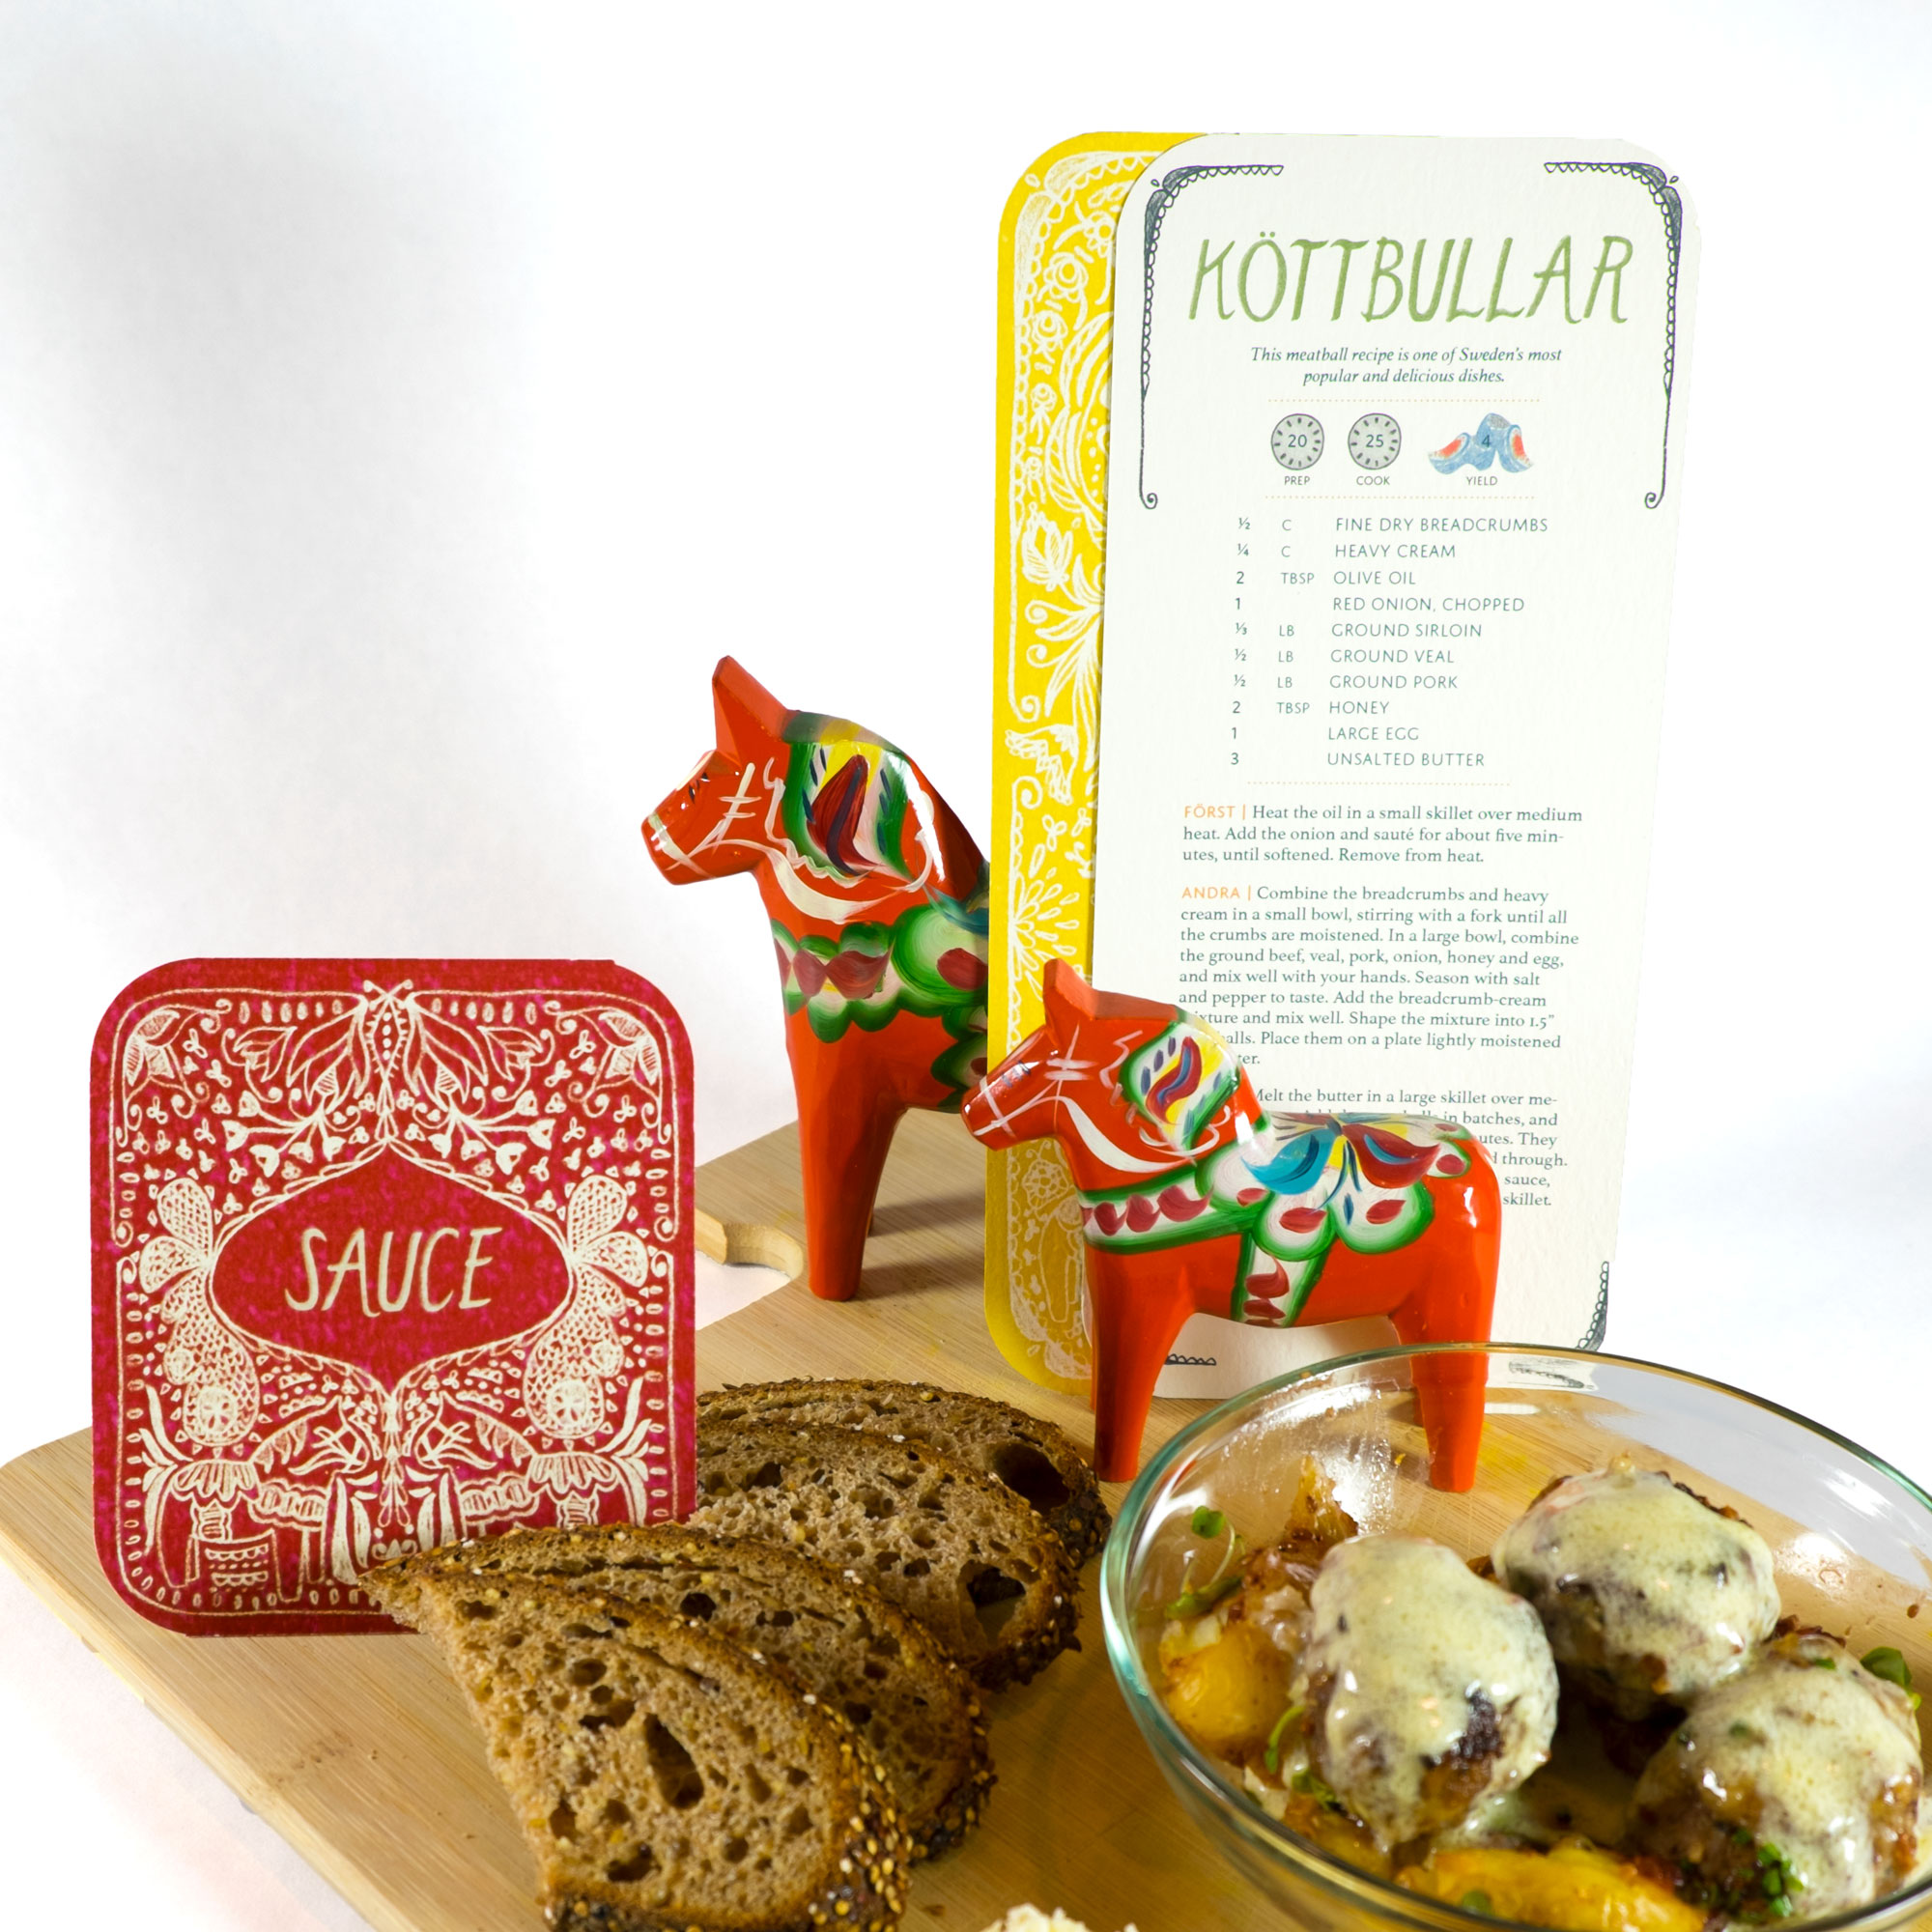 KÖTTBULLAR
This meatball recipe is one of Sweden's most
popular and delicious dishes.
20 25 4
PREP COOK YIELD
½ C FINE DRY BREADCRUMBS
¼ C HEAVY CREAM
2 TBSP OLIVE OIL
1 RED ONION, CHOPPED
⅓ LB GROUND SIRLOIN
½ LB GROUND VEAL
½ LB GROUND PORK
2 TBSP HONEY
1 LARGE EGG
3 UNSALTED BUTTER
FÖRST | Heat the oil in a small skillet over medium
heat. Add the onion and sauté for about five min-
utes, until softened. Remove from heat.
ANDRA | Combine the breadcrumbs and heavy
cream in a small bowl, stirring with a fork until all
the crumbs are moistened. In a large bowl, combine
the ground beef, veal, pork, onion, honey and egg,
and mix well with your hands. Season with salt
and pepper to taste. Add the breadcrumb-cream
and mix well. Shape the mixture into 1.5"
Place them on a plate lightly moistened
Melt the butter in a large skillet over me-
in batches, and
They
through.
sauce,
skillet.
SAUCE